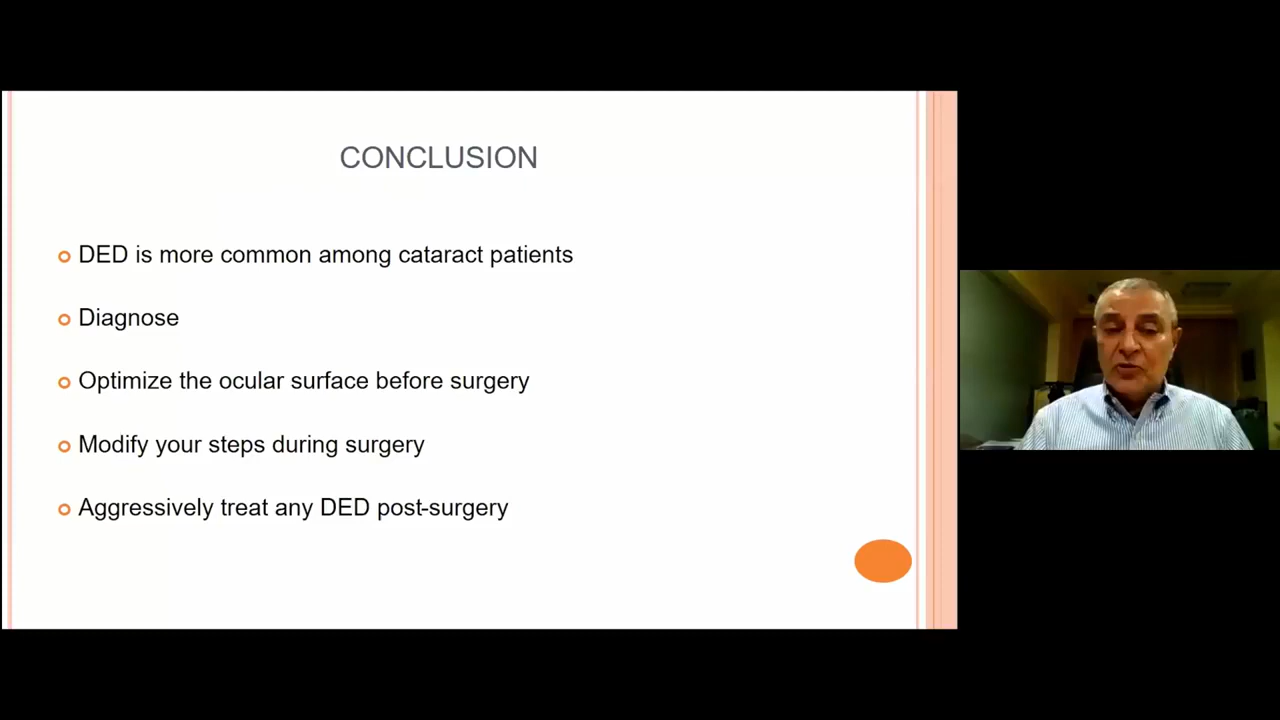 CONCLUSION
DED is more common among cataract patients
Diagnose
Optimize the ocular surface before surgery
Modify your steps during surgery
Aggressively treat any DED post-surgery